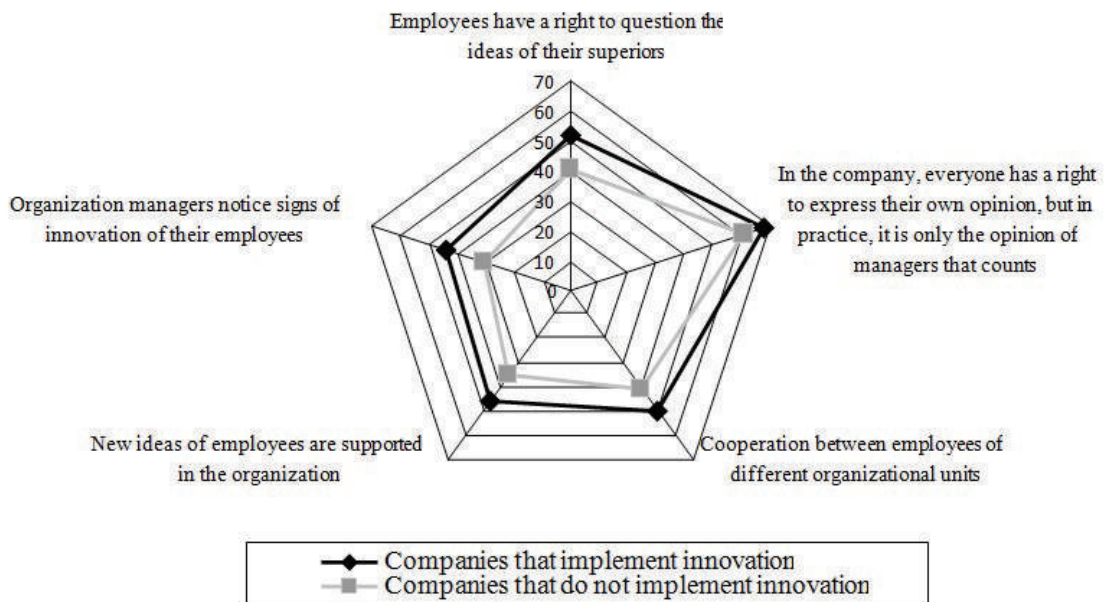 Employees have a right to question the
ideas of their superiors
70
60
50
40
30
20
10
0
In the company, everyone has a right
to express their own opinion, but in
practice, it is only the opinion of
managers that counts
Organization managers notice signs of
innovation of their employees
New ideas of employees are supported
in the organization
Cooperation between employees of
different organizational units
Companies that implement innovation
Companies that do not implement innovation